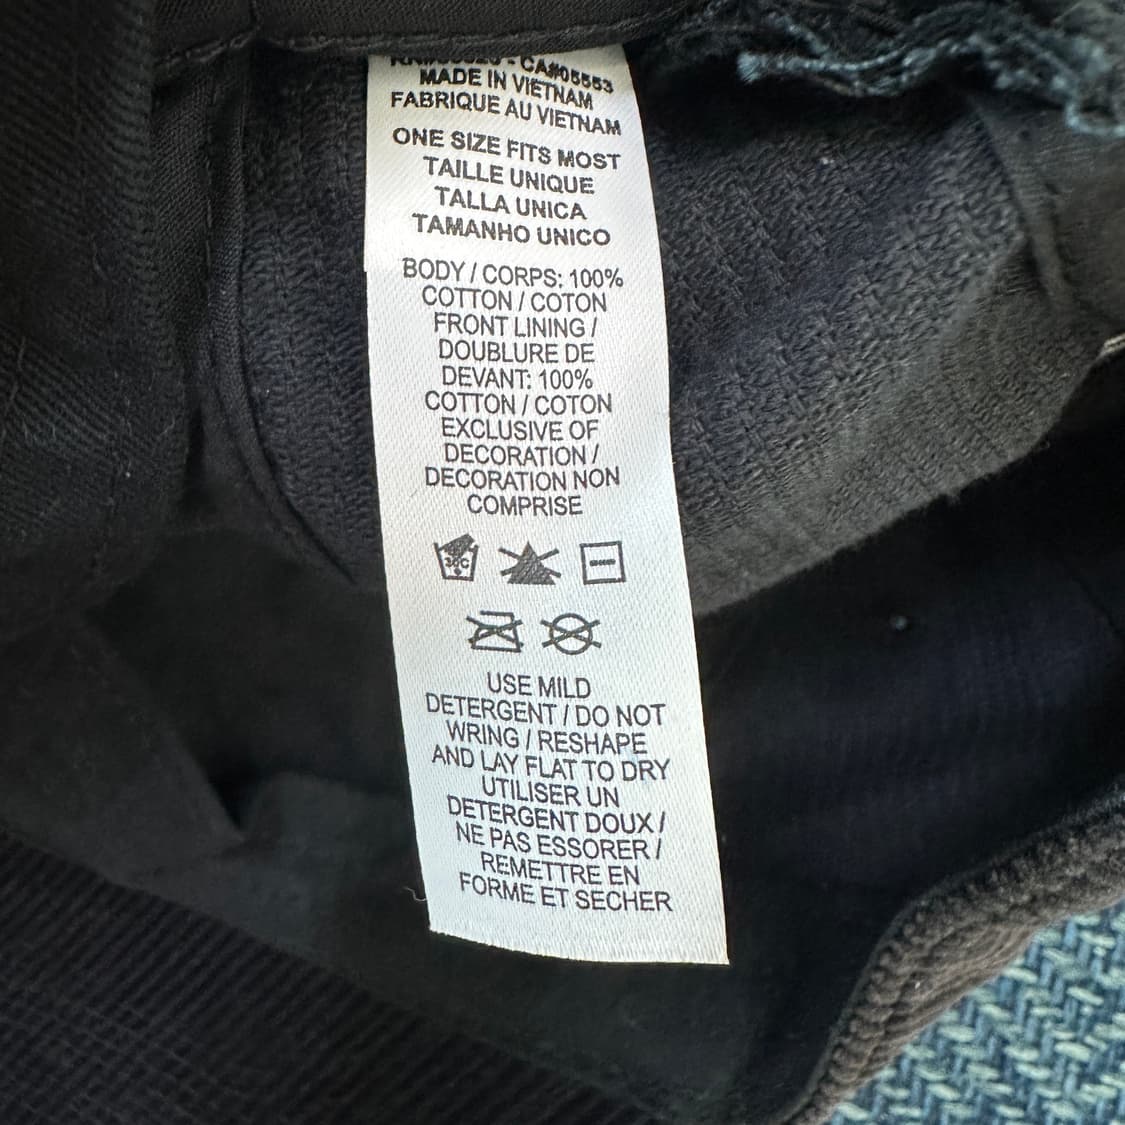 CA#05553
MADE IN VIETNAM
FABRIQUE AU VIETNAM
ONE SIZE FITS MOST
TAILLE UNIQUE
TALLA UNICA
TAMANHO UNICO
BODY / CORPS: 100%
COTTON / COTON
FRONT LINING /
DOUBLURE DE
DEVANT: 100%
COTTON / COTON
EXCLUSIVE OF
DECORATION /
DECORATION NON
COMPRISE
30C
USE MILD
DETERGENT / DO NOT
WRING / RESHAPE
AND LAY FLAT TO DRY
UTILISER UN
DETERGENT DOUX /
NE PAS ESSORER /
REMETTRE EN
FORME ET SECHER